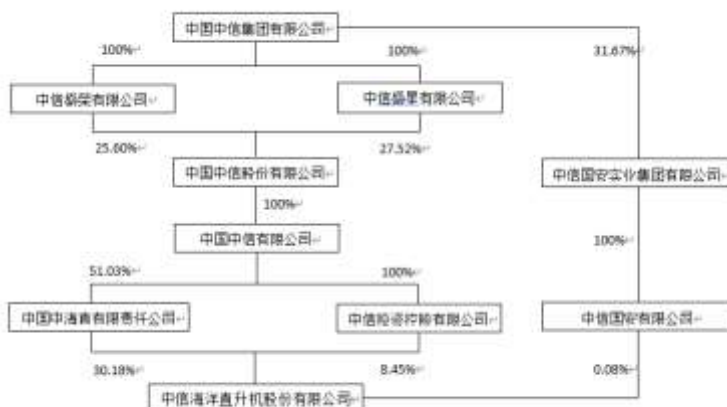 中国中信集团有限公司
100%
100%
31.67%
中信盛荣有限公司
中信盛星有限公司
25.60%
27.52%
中国中信股份有限公司
中信国安实业集团有限公司
100%
中国中信有限公司
100%
51.03%
100%
中国中海直有限责任公司
中信投资控股有限公司
中信国安有限公司
30.18%
8.45%
0.08%
中信海洋直升机股份有限公司